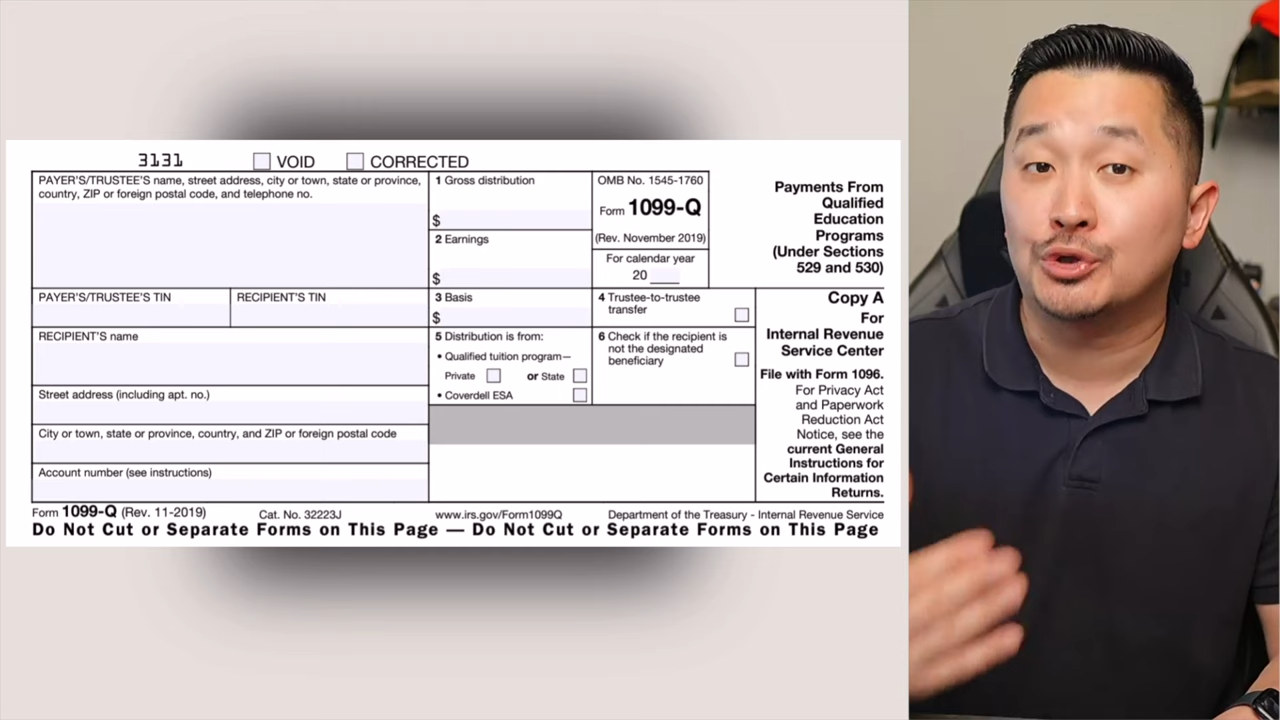 3131 VOID CORRECTED
PAYER'S/TRUSTEE'S name, street address, city or town, state or province,
country, ZIP or foreign postal code, and telephone no.
1 Gross distribution
$
2 Earnings
$
OMB No. 1545-1760
Form 1099-Q
(Rev. November 2019)
For calendar year
20
Payments From
Qualified
Education
Programs
(Under Sections
529 and 530)
PAYER'S/TRUSTEE'S TIN
RECIPIENT'S TIN
3 Basis
$
4 Trustee-to-trustee
transfer
Copy A
For
Internal Revenue
Service Center
File with Form 1096.
For Privacy Act
and Paperwork
Reduction Act
Notice, see the
current General
Instructions for
Certain Information
Returns.
RECIPIENT'S name
5 Distribution is from:
• Qualified tuition program—
Private or State
• Coverdell ESA
6 Check if the recipient is
not the designated
beneficiary
Street address (including apt. no.)
City or town, state or province, country, and ZIP or foreign postal code
Account number (see instructions)
Form 1099-Q (Rev. 11-2019) Cat. No. 32223J www.irs.gov/Form1099Q Department of the Treasury - Internal Revenue Service
Do Not Cut or Separate Forms on This Page — Do Not Cut or Separate Forms on This Page